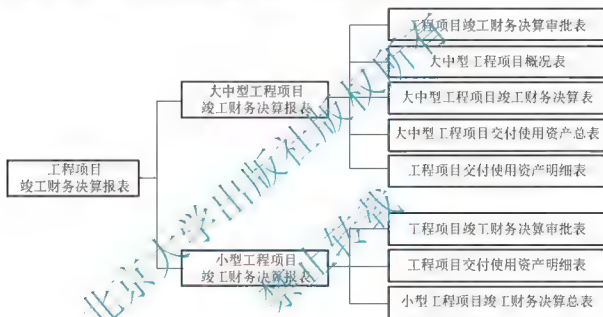 工程项目
竣工财务决算报表
大中型工程项目
竣工财务决算报表
工程项目竣工财务决算审批表
大中型工程项目概况表
大中型工程项目竣工财务决算表
大中型工程项目交付使用资产总表
工程项目交付使用资产明细表
小型工程项目
竣工财务决算报表
工程项目竣工财务决算审批表
工程项目交付使用资产明细表
小型工程项目竣工财务决算总表
北京大学出版社版权所有
禁止转载